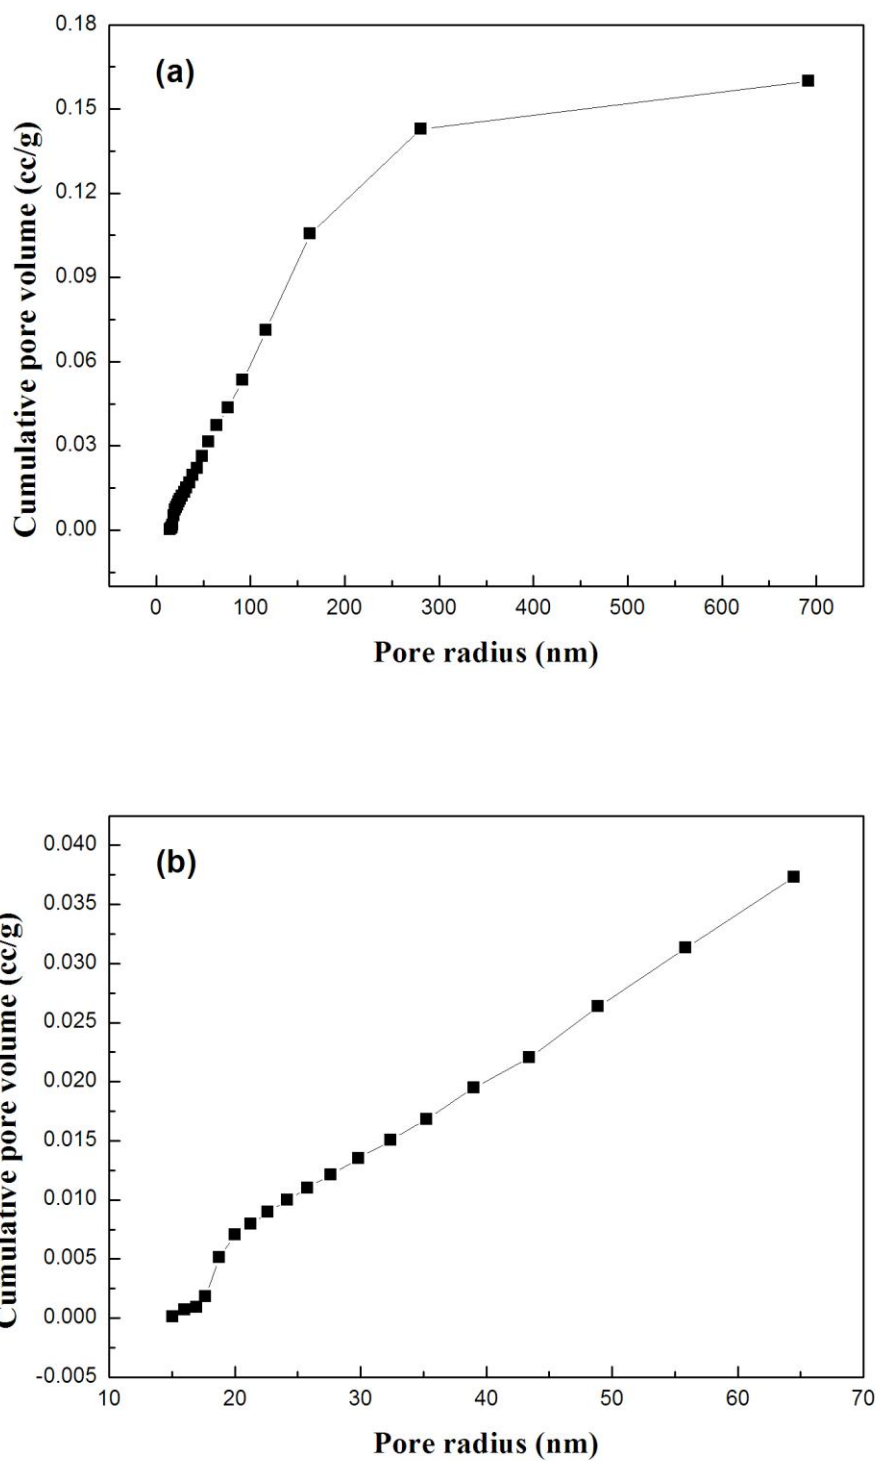 0.18
(a)
0.15
0.12
0.09
0.06
0.03
0.00
Cumulative pore volume (cc/g)
0 100 200 300 400 500 600 700
Pore radius (nm)
0.040
(b)
0.035
0.030
0.025
0.020
0.015
0.010
0.005
0.000
-0.005
Cumulative pore volume (cc/g)
10 20 30 40 50 60 70
Pore radius (nm)